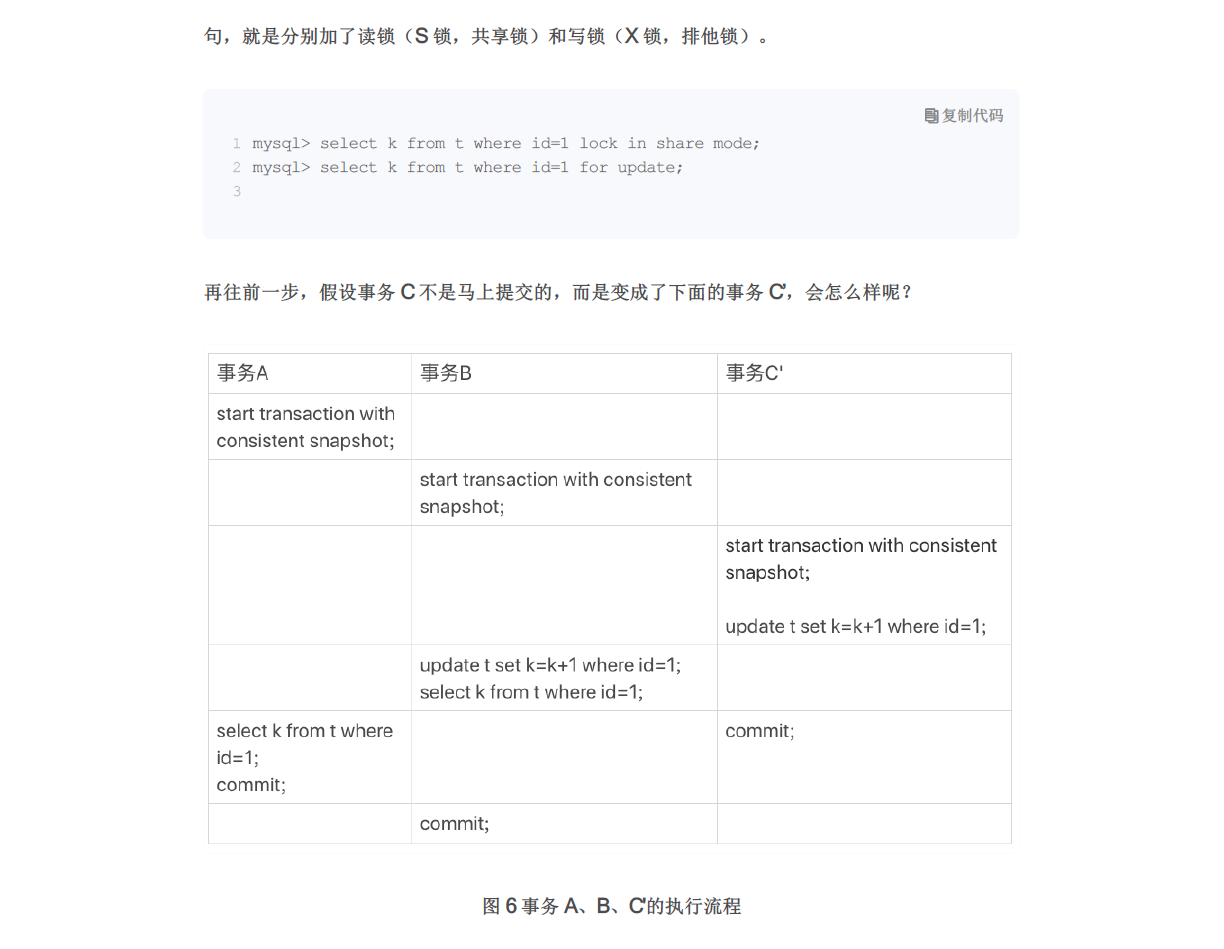 句，就是分别加了读锁（S 锁，共享锁）和写锁（X 锁，排他锁）。
复制代码
1 mysql> select k from t where id=1 lock in share mode;
2 mysql> select k from t where id=1 for update;
3
再往前一步，假设事务 C 不是马上提交的，而是变成了下面的事务 C'，会怎么样呢？
事务A 事务B 事务C'
start transaction with
consistent snapshot;
start transaction with consistent
snapshot;
start transaction with consistent
snapshot;
update t set k=k+1 where id=1;
update t set k=k+1 where id=1;
select k from t where id=1;
select k from t where
id=1;
commit;
commit;
commit;
图 6 事务 A、B、C'的执行流程